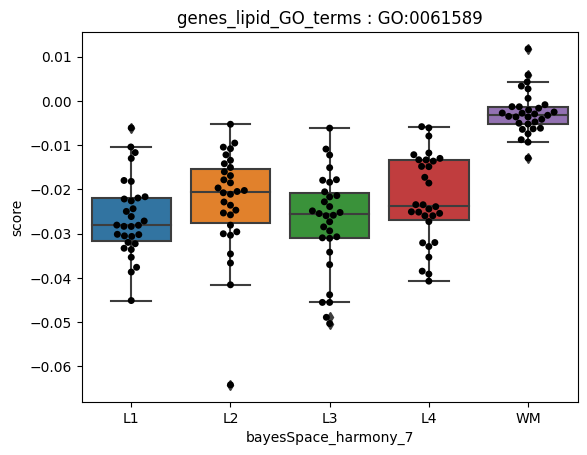 genes_lipid_GO_terms : GO:0061589
0.01
0.00
−0.01
−0.02
−0.03
−0.04
−0.05
−0.06
score
L1 L2 L3 L4 WM
bayesSpace_harmony_7